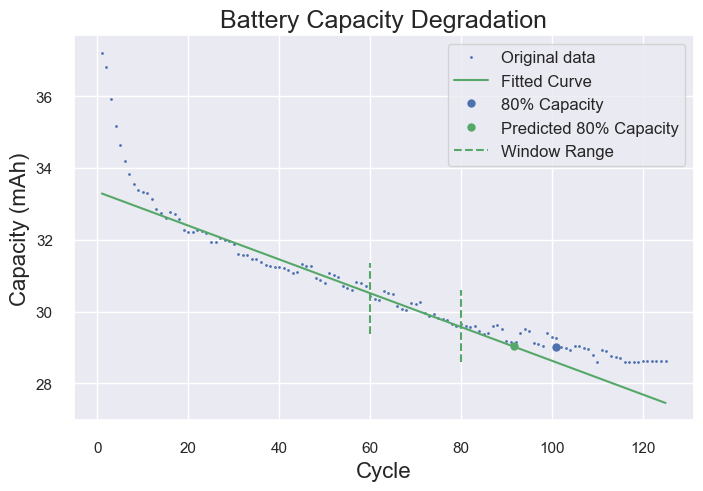 Battery Capacity Degradation
Original data
Fitted Curve
80% Capacity
Predicted 80% Capacity
Window Range
Capacity (mAh)
36
34
32
30
28
0 20 40 60 80 100 120
Cycle